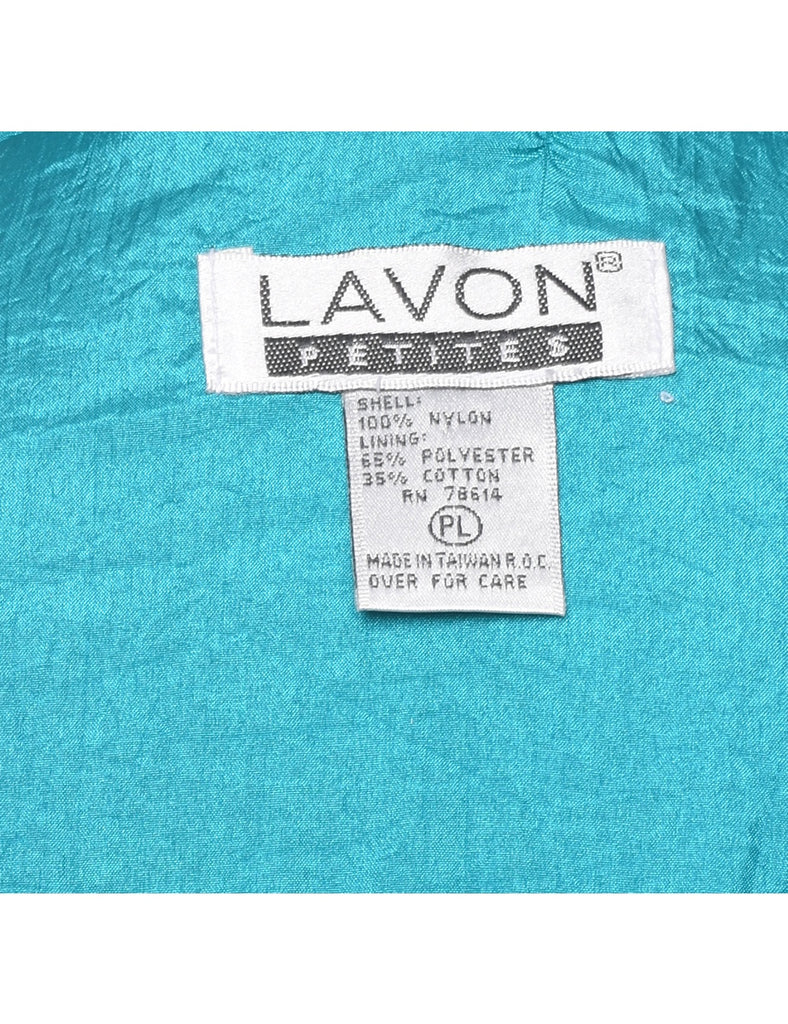 LAVON®
PETITES
SHELL:
100% NYLON
LINING:
65% POLYESTER
35% COTTON
RN 78614
PL
MADE IN TAIWAN R.O.C.
OVER FOR CARE